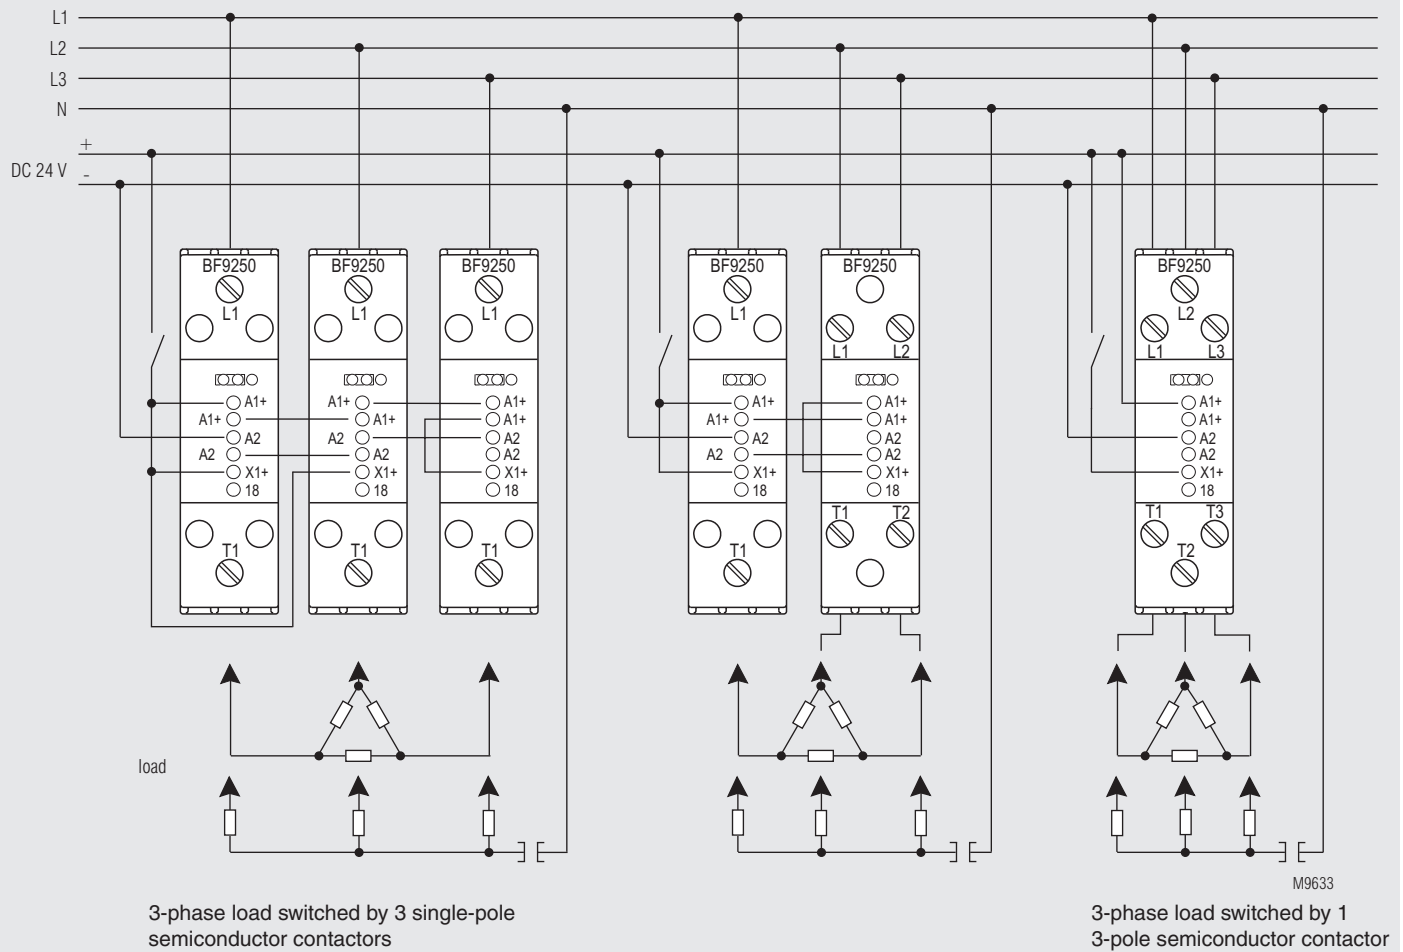 L1
L2
L3
N
+
DC 24 V
-
BF9250 BF9250 BF9250 BF9250 BF9250 BF9250
L1 L1 L1 L1 L2
L1 L2 L1 L3
A1+ A1+ A1+ A1+ A1+ A1+
A1+ A1+ A1+ A1+ A1+ A1+
A2 A2 A2 A2 A2 A2
A2 A2 A2 A2 A2 A2
X1+ X1+ X1+ X1+ X1+ X1+
18 18 18 18 18 18
T1 T2 T1 T3
T1 T1 T1 T1 T2
load
M9633
3-phase load switched by 3 single-pole
semiconductor contactors
3-phase load switched by 1
3-pole semiconductor contactor